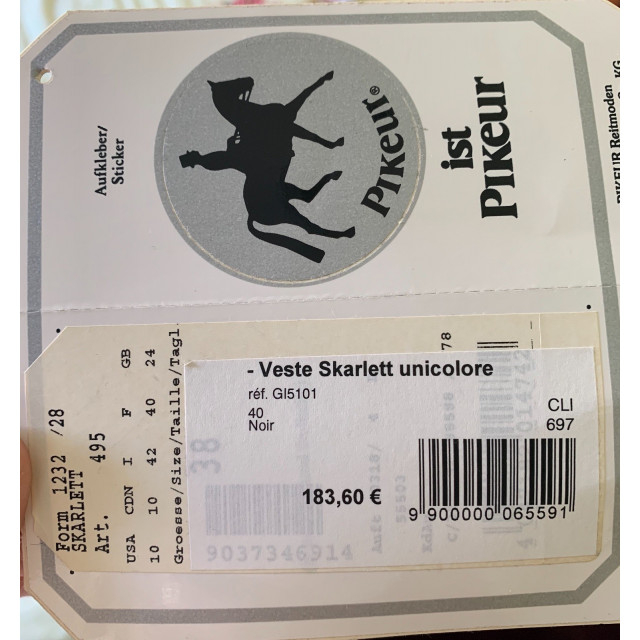 Aufkleber/
Sticker
PIKEUR®
ist
PIKEUR
PIKEUR Reitmoden
KG
Form 1232 /28
SKARLETT
Art. 495
USA CDN I F GB
10 10 42 40 24
Groesse/Size/Taille/Tagl
38
9037346914
78
- Veste Skarlett unicolore
réf. GI5101
40
Noir
CLI
697
183,60 €
9 900000 065591